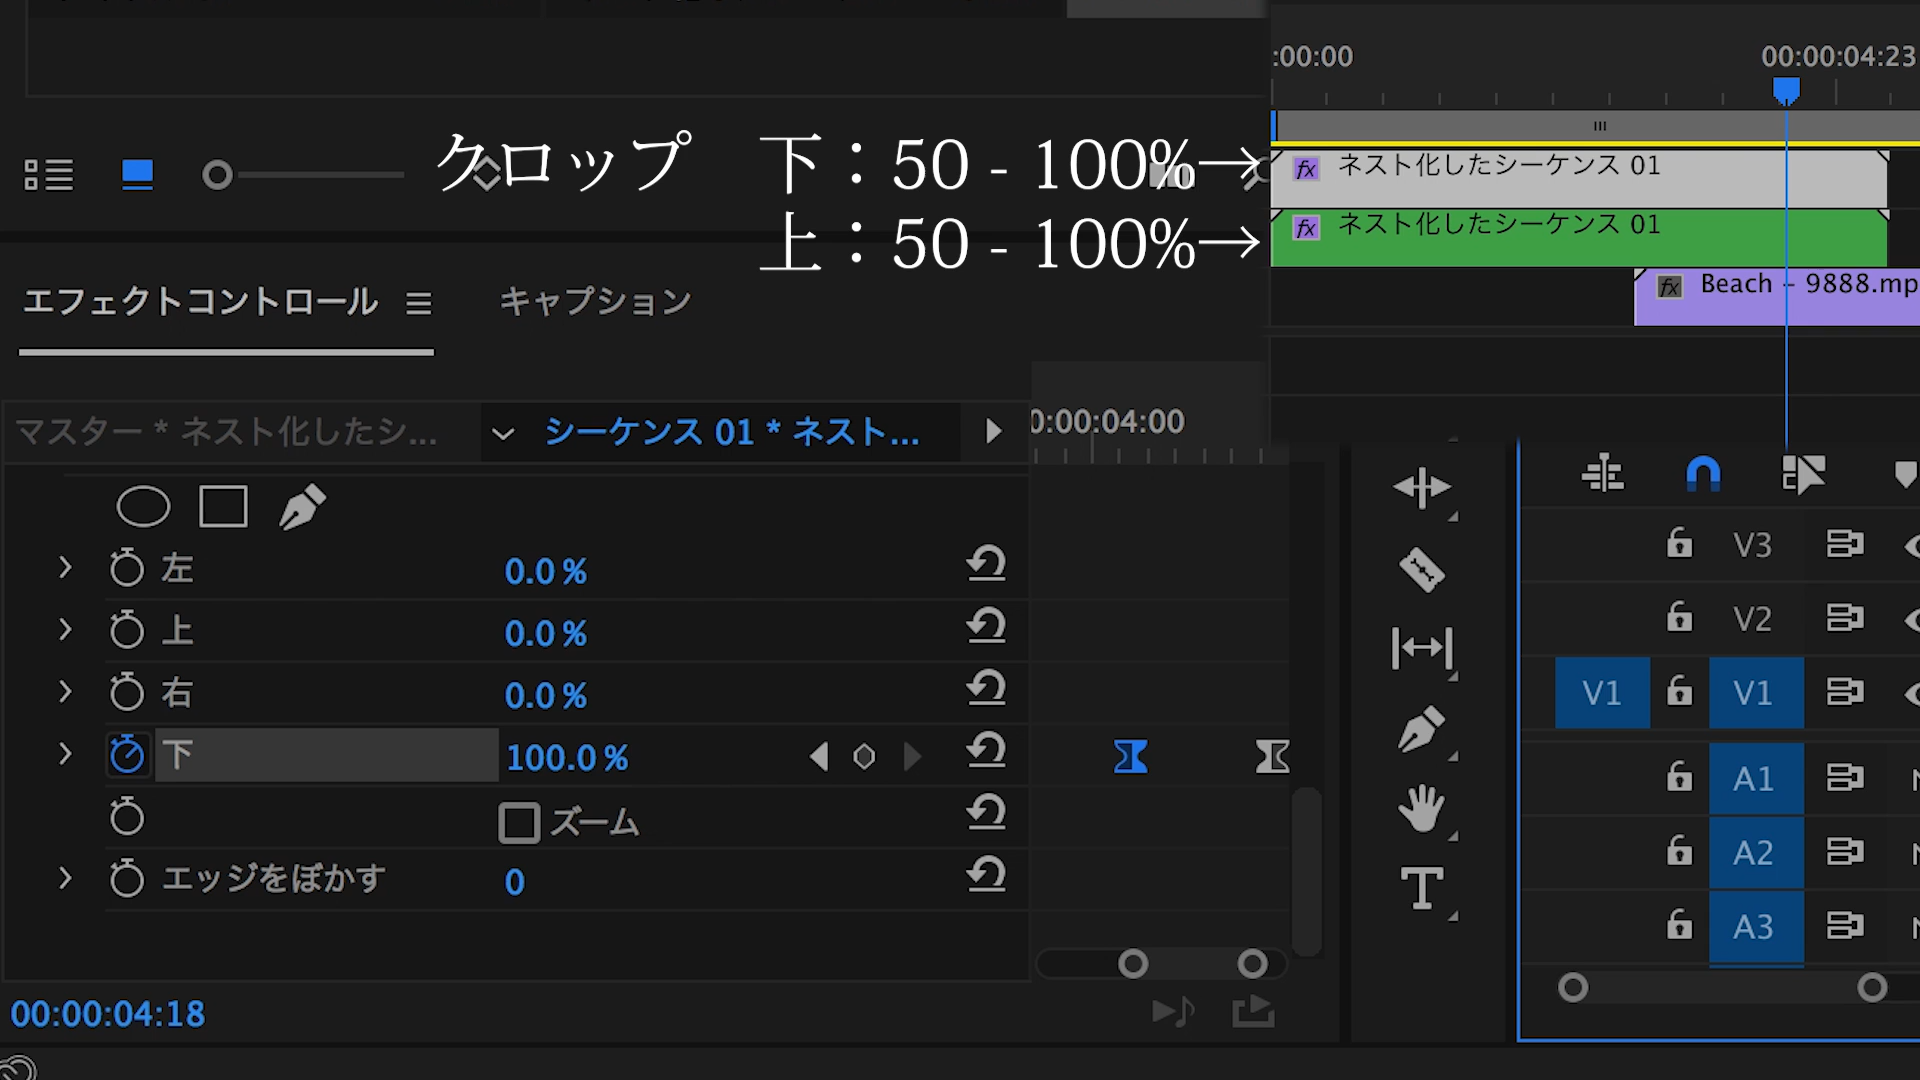 :00:00
00:00:04:23
クロップ　下：50 - 100%→
上：50 - 100%→
fx ネスト化したシーケンス 01
fx ネスト化したシーケンス 01
fx Beach - 9888.mp
エフェクトコントロール
キャプション
マスター * ネスト化したシ...
シーケンス 01 * ネスト...
0:00:04:00
左 0.0 %
上 0.0 %
右 0.0 %
下 100.0 %
ズーム
エッジをぼかす 0
00:00:04:18
V3
V2
V1 V1
A1
A2
A3